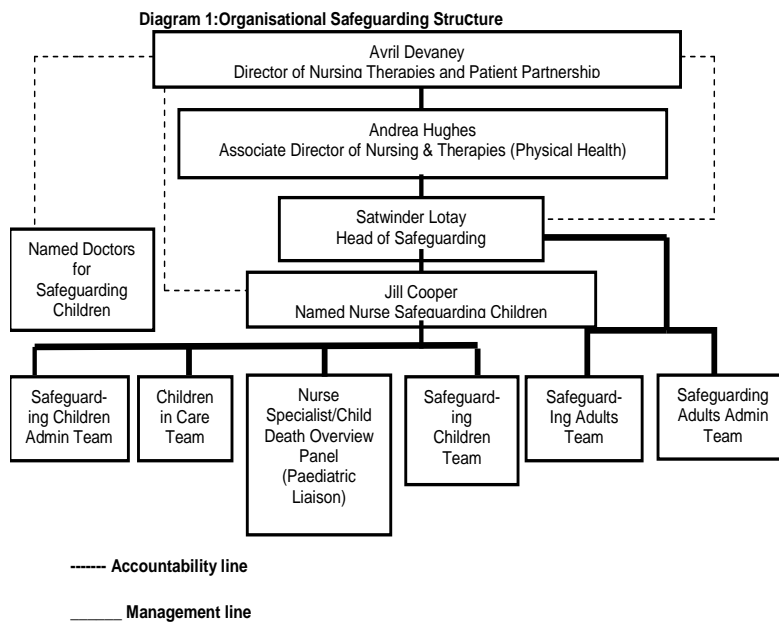 Diagram 1:Organisational Safeguarding Structure
Avril Devaney
Director of Nursing Therapies and Patient Partnership
Andrea Hughes
Associate Director of Nursing & Therapies (Physical Health)
Satwinder Lotay
Head of Safeguarding
Named Doctors
for
Safeguarding
Children
Jill Cooper
Named Nurse Safeguarding Children
Safeguard-
ing Children
Admin Team
Children
in Care
Team
Nurse
Specialist/Child
Death Overview
Panel
(Paediatric
Liaison)
Safeguard-
ing
Children
Team
Safeguard-
Ing Adults
Team
Safeguarding
Adults Admin
Team
------- Accountability line
______ Management line